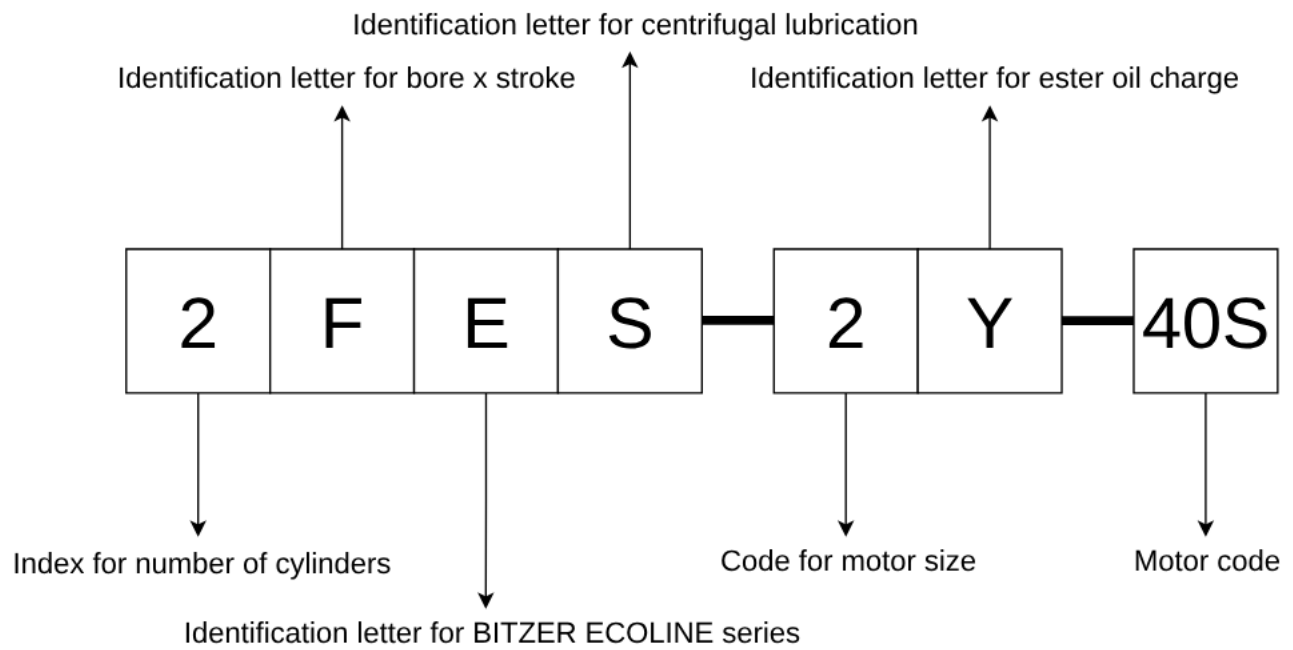 Identification letter for centrifugal lubrication
Identification letter for bore x stroke
Identification letter for ester oil charge
2 F E S 2 Y 40S
Index for number of cylinders
Code for motor size
Motor code
Identification letter for BITZER ECOLINE series